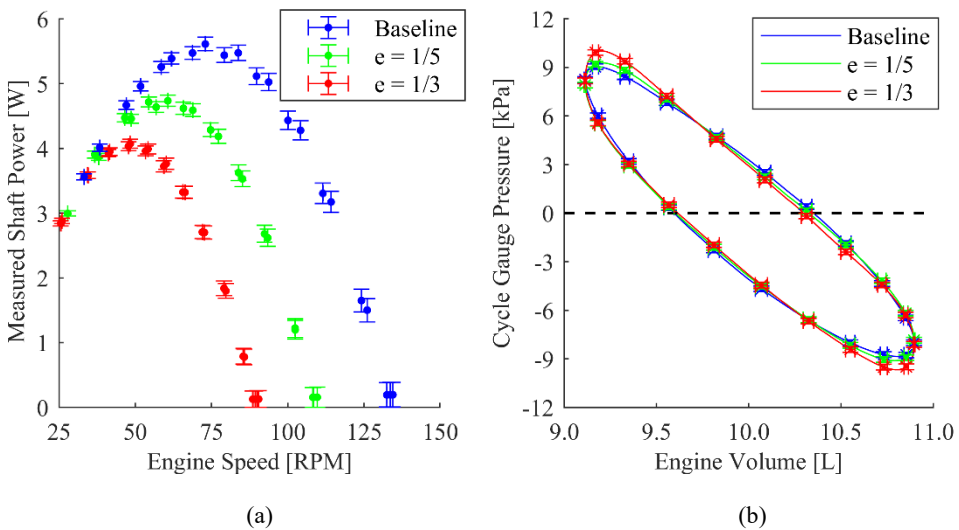 6
5
4
3
2
1
0
Measured Shaft Power [W]
25
50
75
100
125
150
Engine Speed [RPM]
Baseline
e = 1/5
e = 1/3
(a)
12
9
6
3
0
-3
-6
-9
-12
Cycle Gauge Pressure [kPa]
9.0
9.5
10.0
10.5
11.0
Engine Volume [L]
Baseline
e = 1/5
e = 1/3
(b)